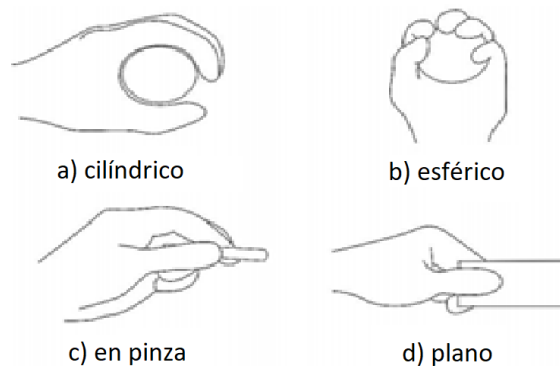 a) cilíndrico
b) esférico
c) en pinza
d) plano